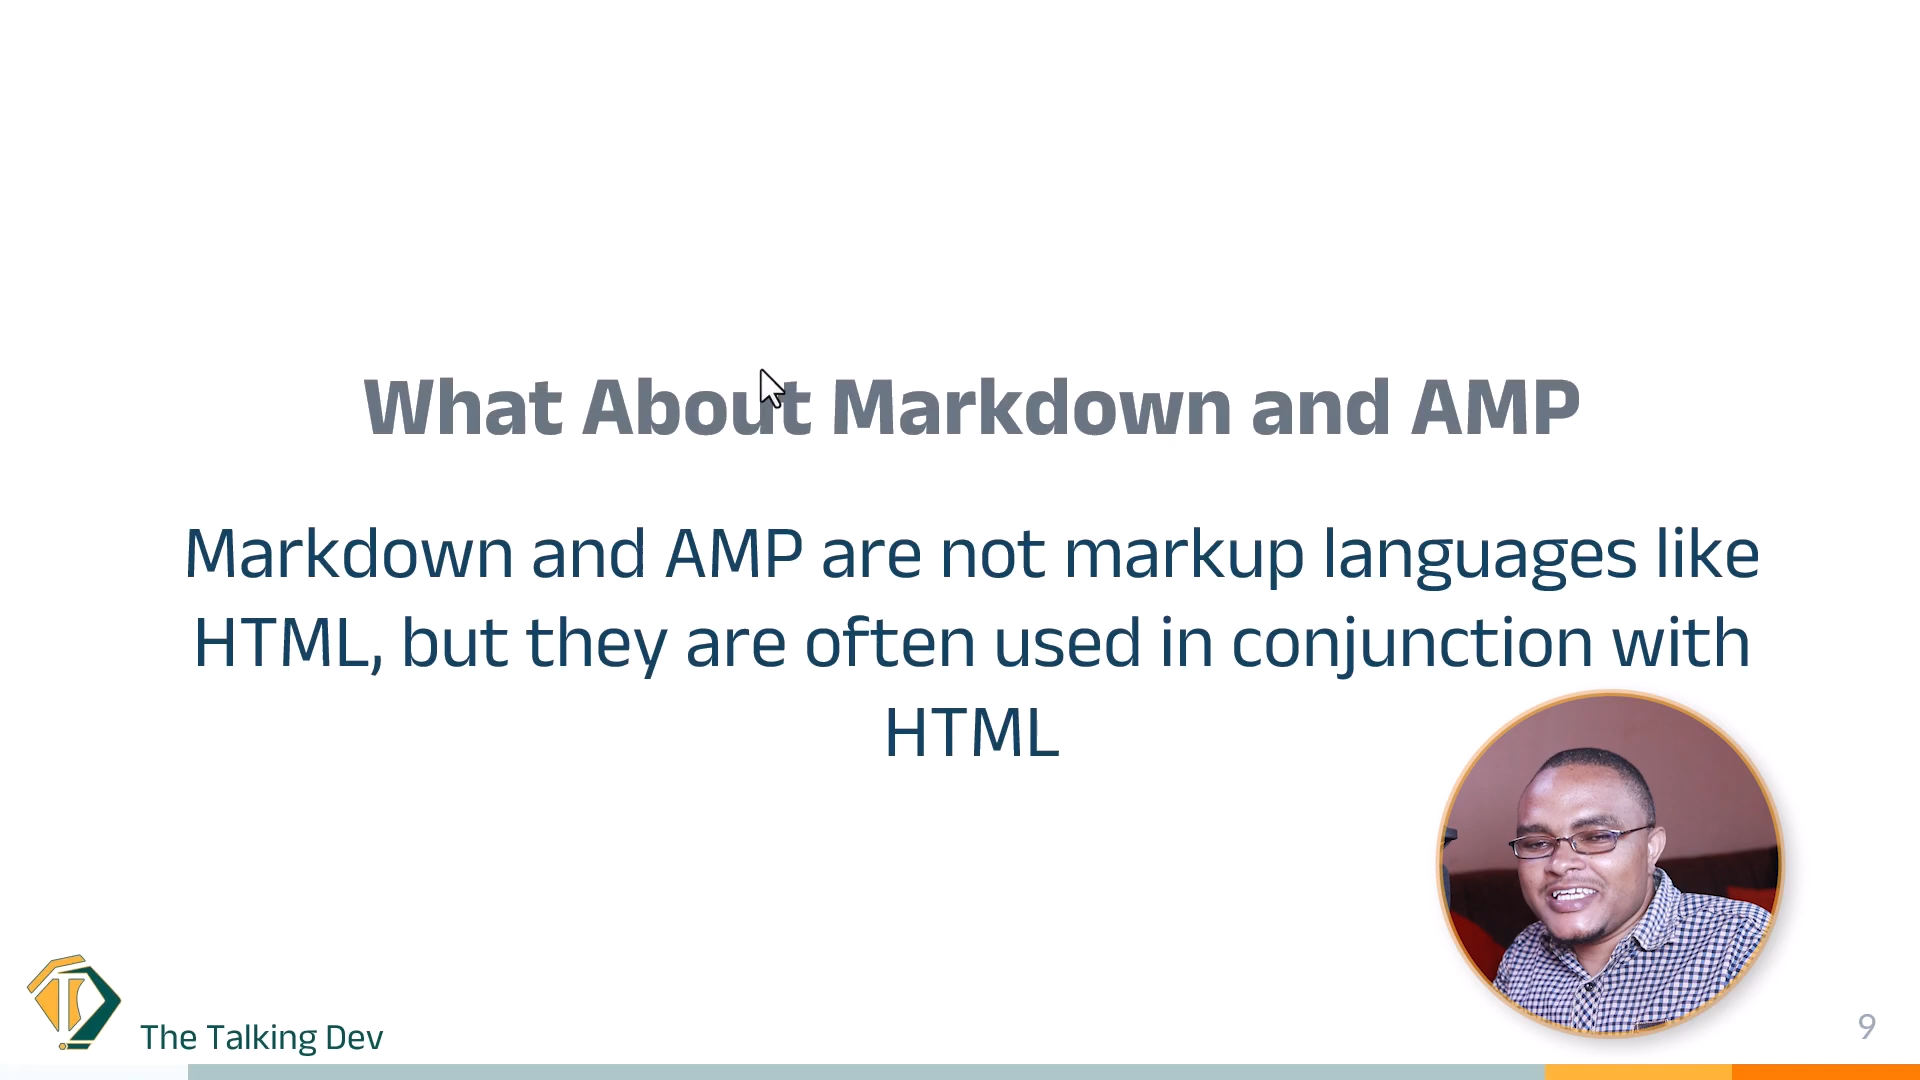 What About Markdown and AMP
Markdown and AMP are not markup languages like
HTML, but they are often used in conjunction with
HTML
The Talking Dev
9